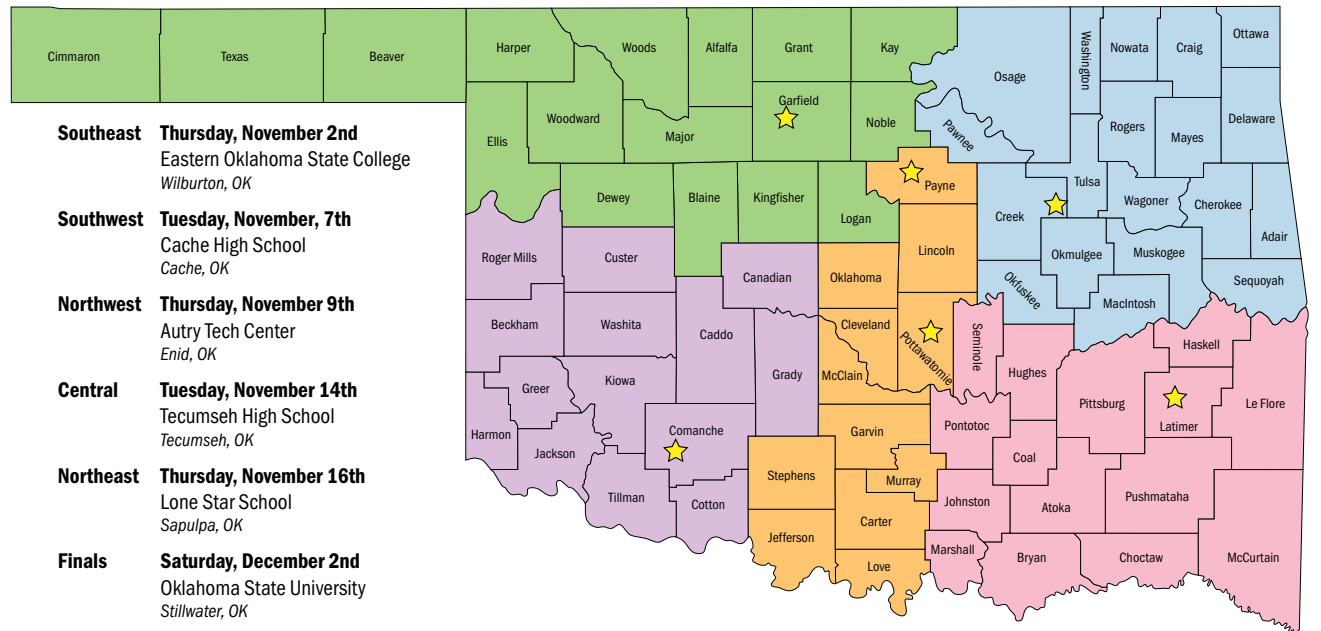 Southeast Thursday, November 2nd
Eastern Oklahoma State College
Wilburton, OK
Southwest Tuesday, November, 7th
Cache High School
Cache, OK
Northwest Thursday, November 9th
Autry Tech Center
Enid, OK
Central Tuesday, November 14th
Tecumseh High School
Tecumseh, OK
Northeast Thursday, November 16th
Lone Star School
Sapulpa, OK
Finals Saturday, December 2nd
Oklahoma State University
Stillwater, OK
Cimmaron
Texas
Beaver
Harper
Woods
Alfalfa
Grant
Kay
Osage
Washington
Nowata
Craig
Ottawa
Ellis
Woodward
Major
Garfield
Noble
Pawnee
Rogers
Mayes
Delaware
Dewey
Blaine
Kingfisher
Logan
Payne
Creek
Tulsa
Wagoner
Cherokee
Adair
Roger Mills
Custer
Canadian
Oklahoma
Lincoln
Okmulgee
Muskogee
Okfuskee
MacIntosh
Sequoyah
Beckham
Washita
Caddo
Grady
Cleveland
McClain
Pottawatomie
Seminole
Hughes
Pittsburg
Haskell
Latimer
Le Flore
Greer
Kiowa
Harmon
Jackson
Comanche
Tillman
Cotton
Garvin
Pontotoc
Coal
Stephens
Murray
Johnston
Atoka
Pushmataha
Jefferson
Carter
Love
Marshall
Bryan
Choctaw
McCurtain